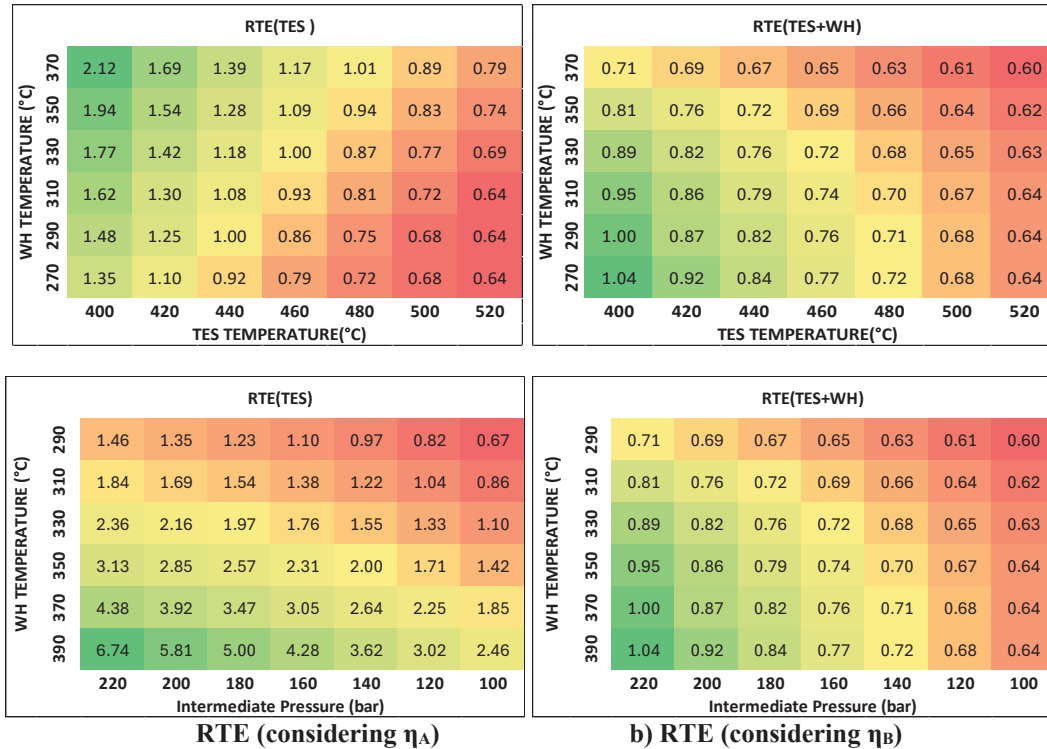 RTE(TES )
WH TEMPERATURE (°C)
370 2.12 1.69 1.39 1.17 1.01 0.89 0.79
350 1.94 1.54 1.28 1.09 0.94 0.83 0.74
330 1.77 1.42 1.18 1.00 0.87 0.77 0.69
310 1.62 1.30 1.08 0.93 0.81 0.72 0.64
290 1.48 1.25 1.00 0.86 0.75 0.68 0.64
270 1.35 1.10 0.92 0.79 0.72 0.68 0.64
400 420 440 460 480 500 520
TES TEMPERATURE(°C)
RTE(TES+WH)
WH TEMPERATURE (°C)
370 0.71 0.69 0.67 0.65 0.63 0.61 0.60
350 0.81 0.76 0.72 0.69 0.66 0.64 0.62
330 0.89 0.82 0.76 0.72 0.68 0.65 0.63
310 0.95 0.86 0.79 0.74 0.70 0.67 0.64
290 1.00 0.87 0.82 0.76 0.71 0.68 0.64
270 1.04 0.92 0.84 0.77 0.72 0.68 0.64
400 420 440 460 480 500 520
TES TEMPERATURE(°C)
RTE(TES)
WH TEMPERATURE (°C)
290 1.46 1.35 1.23 1.10 0.97 0.82 0.67
310 1.84 1.69 1.54 1.38 1.22 1.04 0.86
330 2.36 2.16 1.97 1.76 1.55 1.33 1.10
350 3.13 2.85 2.57 2.31 2.00 1.71 1.42
370 4.38 3.92 3.47 3.05 2.64 2.25 1.85
390 6.74 5.81 5.00 4.28 3.62 3.02 2.46
220 200 180 160 140 120 100
Intermediate Pressure (bar)
RTE(TES+WH)
WH TEMPERATURE (°C)
290 0.71 0.69 0.67 0.65 0.63 0.61 0.60
310 0.81 0.76 0.72 0.69 0.66 0.64 0.62
330 0.89 0.82 0.76 0.72 0.68 0.65 0.63
350 0.95 0.86 0.79 0.74 0.70 0.67 0.64
370 1.00 0.87 0.82 0.76 0.71 0.68 0.64
390 1.04 0.92 0.84 0.77 0.72 0.68 0.64
220 200 180 160 140 120 100
Intermediate Pressure (bar)
RTE (considering ηA)
b) RTE (considering ηB)